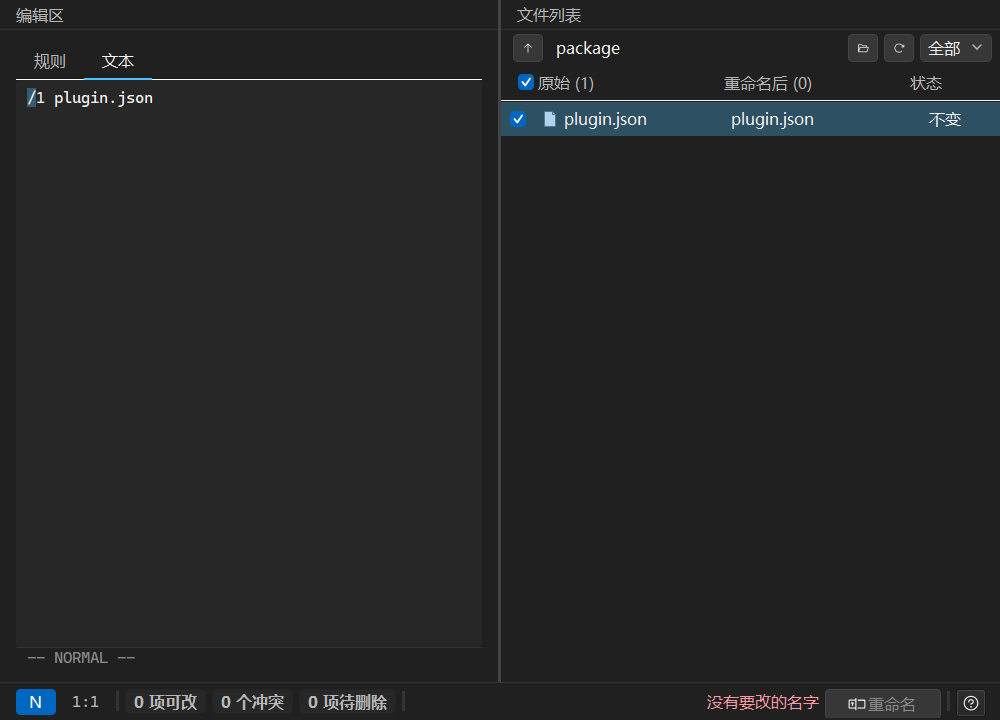 编辑区
规则 文本
/1 plugin.json
-- NORMAL --
文件列表
package
全部
原始 (1) 重命名后 (0) 状态
plugin.json plugin.json 不变
N 1:1 0 项可改 0 个冲突 0 项待删除 没有要改的名字 重命名